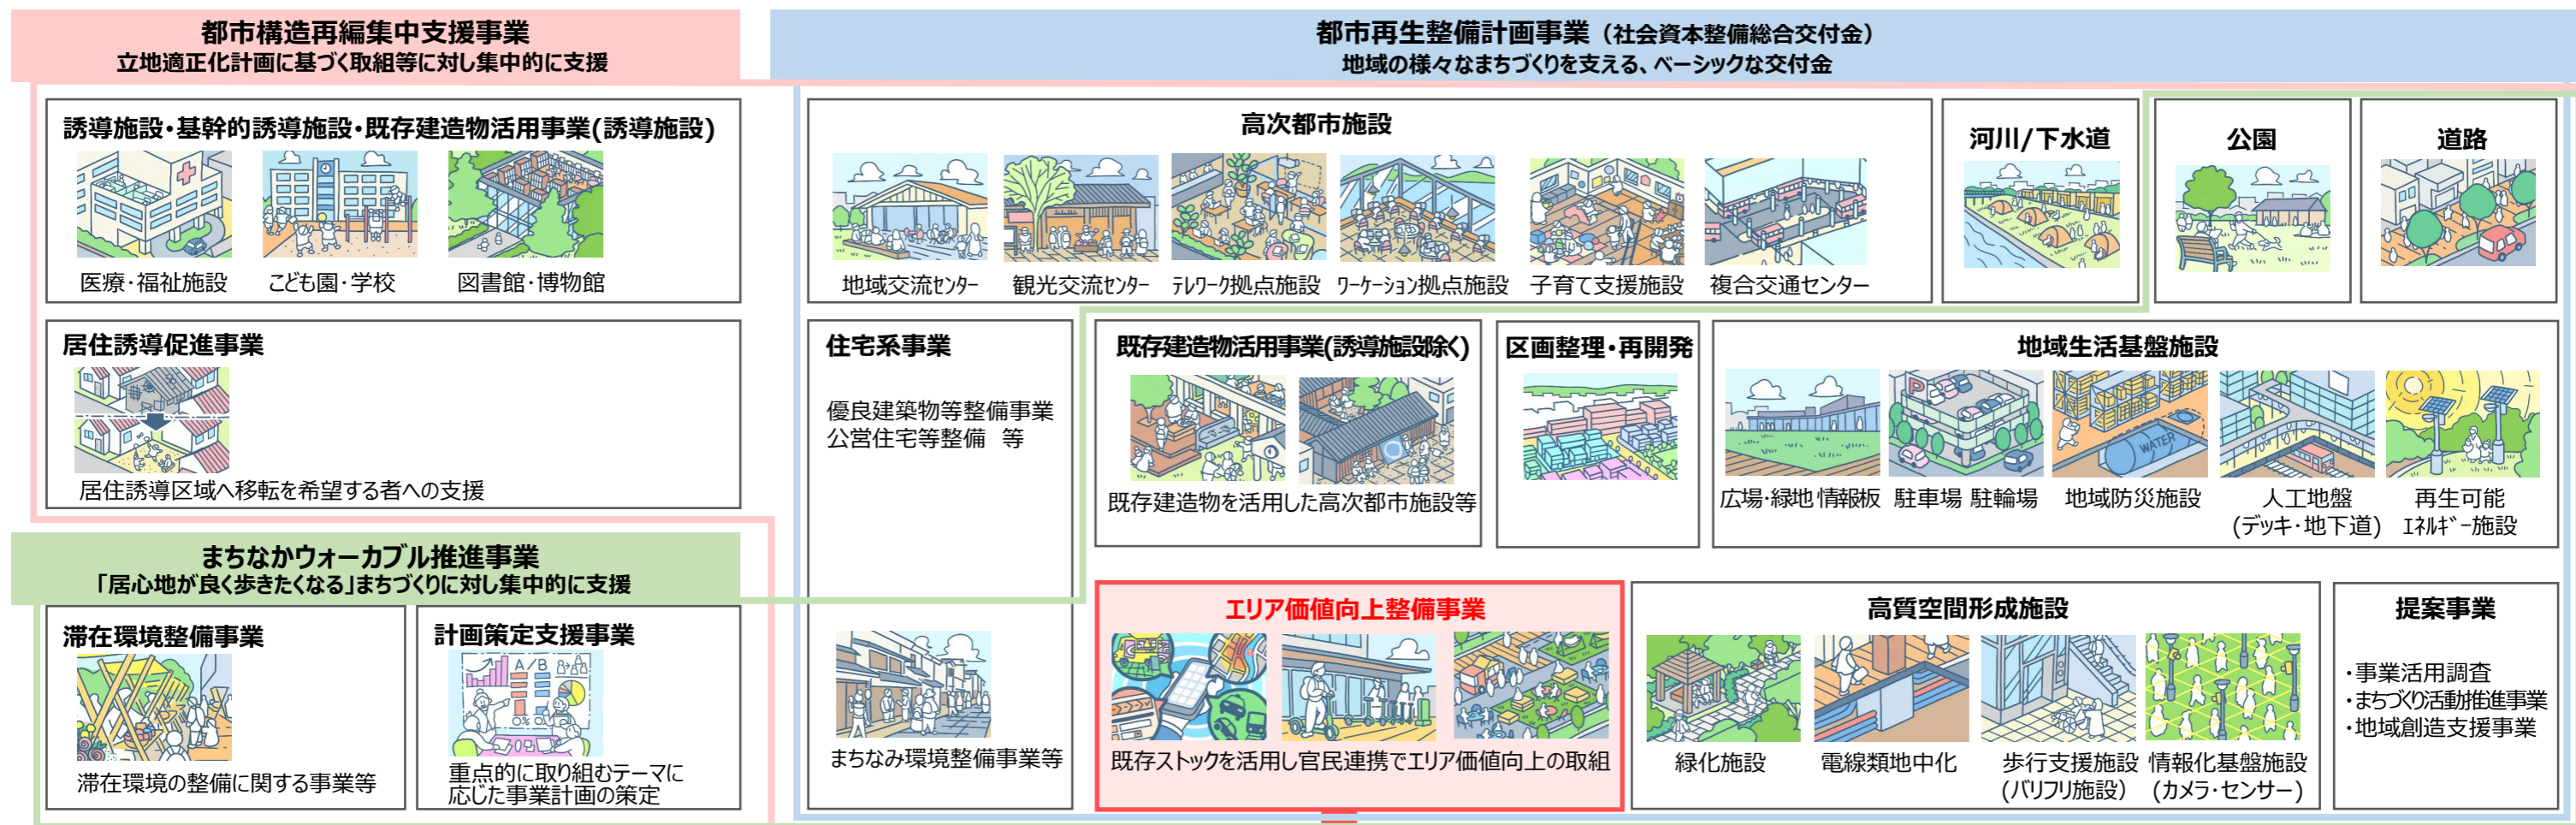 都市構造再編集中支援事業
立地適正化計画に基づく取組等に対し集中的に支援
都市再生整備計画事業（社会資本整備総合交付金）
地域の様々なまちづくりを支える、ベーシックな交付金
誘導施設・基幹的誘導施設・既存建造物活用事業(誘導施設)
医療・福祉施設
こども園・学校
図書館・博物館
高次都市施設
地域交流ｾﾝﾀｰ
観光交流ｾﾝﾀｰ
ﾃﾚﾜｰｸ拠点施設
ﾜｰｹｰｼｮﾝ拠点施設
子育て支援施設
複合交通センター
河川/下水道
公園
道路
居住誘導促進事業
居住誘導区域へ移転を希望する者への支援
住宅系事業
優良建築物等整備事業
公営住宅等整備　等
まちなみ環境整備事業等
既存建造物活用事業(誘導施設除く)
既存建造物を活用した高次都市施設等
区画整理・再開発
地域生活基盤施設
P
WATER
広場・緑地 情報板
駐車場 駐輪場
地域防災施設
人工地盤
(デッキ・地下道)
再生可能
ｴﾈﾙｷﾞｰ施設
まちなかウォーカブル推進事業
「居心地が良く歩きたくなる」まちづくりに対し集中的に支援
滞在環境整備事業
滞在環境の整備に関する事業等
計画策定支援事業
A/B
重点的に取り組むテーマに
応じた事業計画の策定
エリア価値向上整備事業
既存ストックを活用し官民連携でエリア価値向上の取組
高質空間形成施設
緑化施設
電線類地中化
歩行支援施設
(バリフリ施設)
情報化基盤施設
(カメラ・センサー)
提案事業
・事業活用調査
・まちづくり活動推進事業
・地域創造支援事業